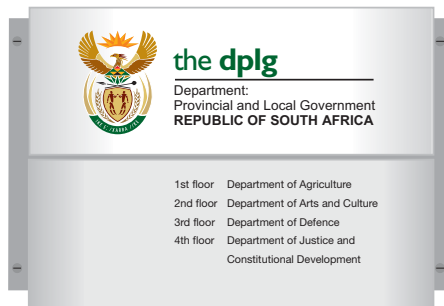 the dplg
Department:
Provincial and Local Government
REPUBLIC OF SOUTH AFRICA
1st floor Department of Agriculture
2nd floor Department of Arts and Culture
3rd floor Department of Defence
4th floor Department of Justice and
Constitutional Development